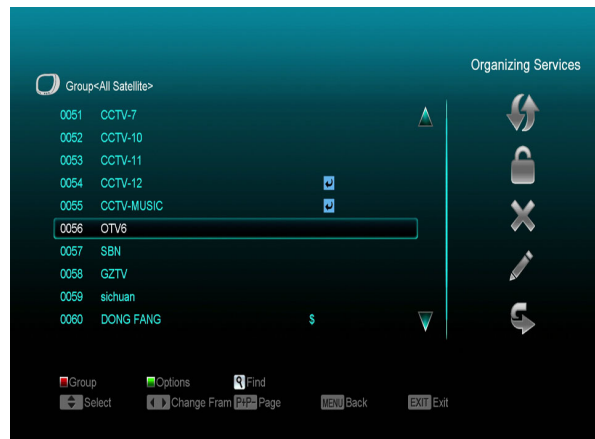 Organizing Services
Group<All Satellite>
0051 CCTV-7
0052 CCTV-10
0053 CCTV-11
0054 CCTV-12
0055 CCTV-MUSIC
0056 OTV6
0057 SBN
0058 GZTV
0059 sichuan
0060 DONG FANG $
Group Options Find
Select Change Fram P+P- Page MENU Back EXIT Exit